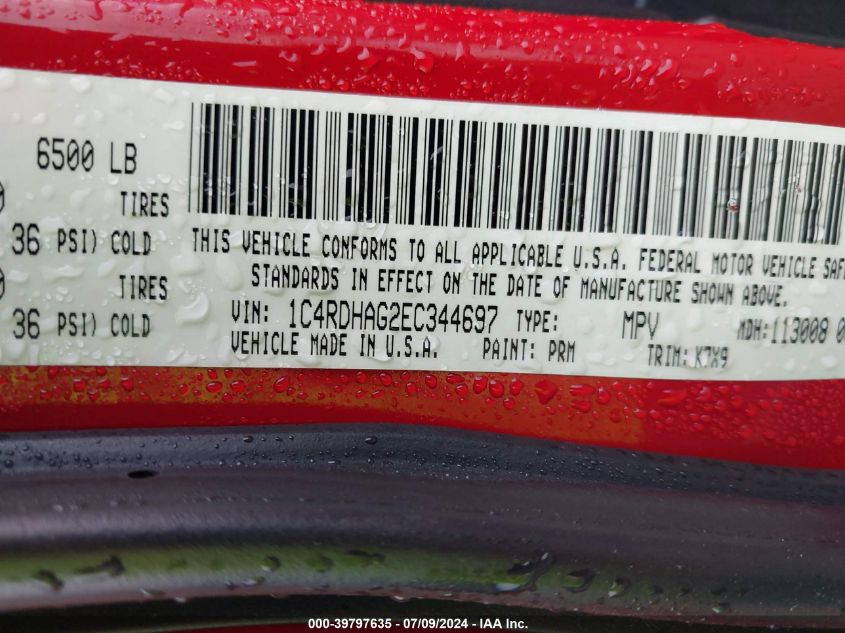 6500 LB
TIRES
36 PSI) COLD
TIRES
36 PSI) COLD
THIS VEHICLE CONFORMS TO ALL APPLICABLE U.S.A. FEDERAL MOTOR VEHICLE SAF
STANDARDS IN EFFECT ON THE DATE OF MANUFACTURE SHOWN ABOVE.
VIN: 1C4RDHAG2EC344697 TYPE: MPV MDH:113008 0
VEHICLE MADE IN U.S.A. PAINT: PRM TRIM: K7X9
000-39797635 / 07/09/2024 - IAA Inc.